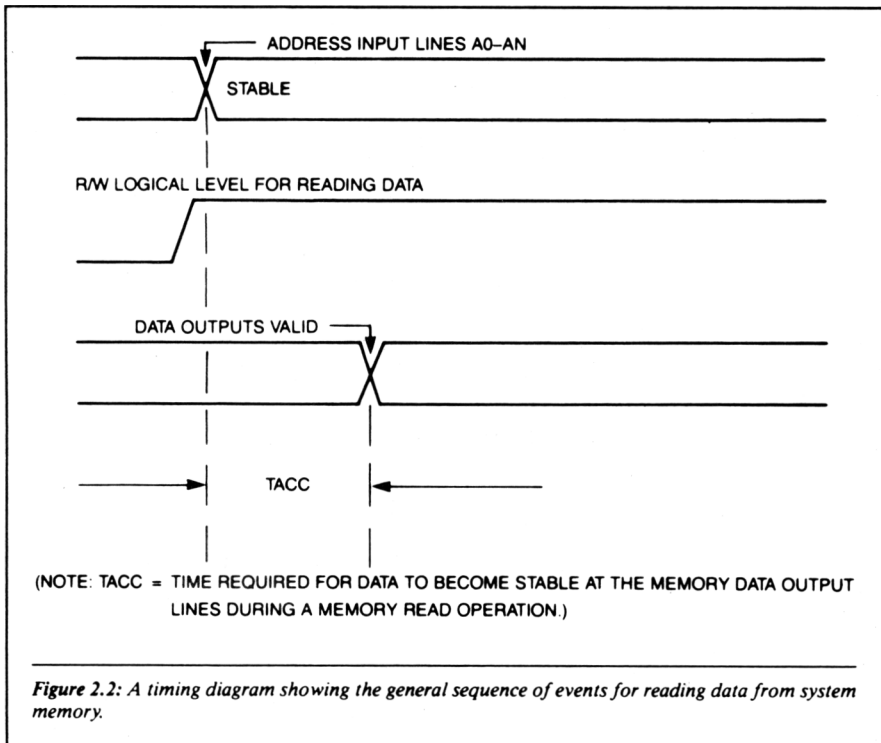 ADDRESS INPUT LINES A0–AN
STABLE
R/W LOGICAL LEVEL FOR READING DATA
DATA OUTPUTS VALID
TACC
(NOTE: TACC = TIME REQUIRED FOR DATA TO BECOME STABLE AT THE MEMORY DATA OUTPUT
LINES DURING A MEMORY READ OPERATION.)
Figure 2.2: A timing diagram showing the general sequence of events for reading data from system
memory.